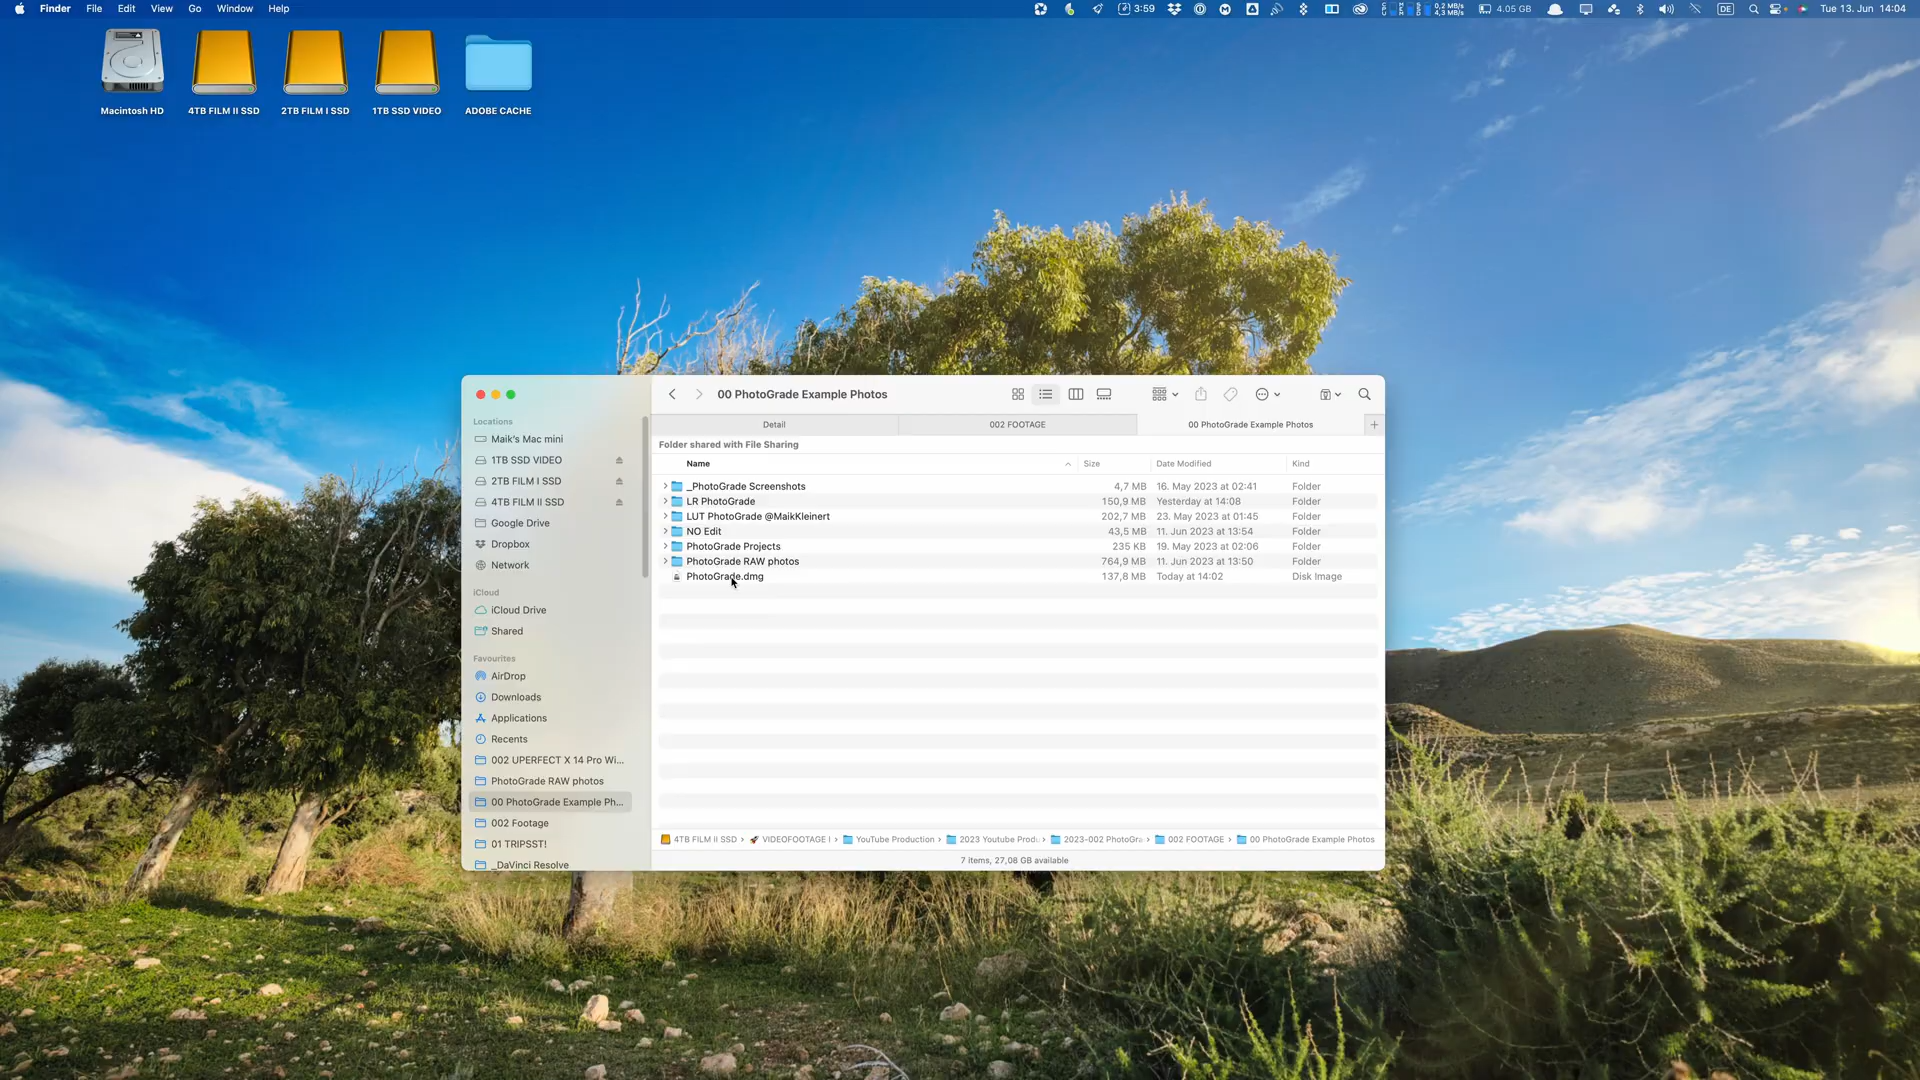 Finder File Edit View Go Window Help
3:59
0,2 MB/s
4,3 MB/s
4.05 GB
DE
Tue 13. Jun 14:04
Macintosh HD
4TB FILM II SSD
2TB FILM I SSD
1TB SSD VIDEO
ADOBE CACHE
00 PhotoGrade Example Photos
Detail
002 FOOTAGE
00 PhotoGrade Example Photos
Folder shared with File Sharing
Name Size Date Modified Kind
_PhotoGrade Screenshots 4,7 MB 16. May 2023 at 02:41 Folder
LR PhotoGrade 150,9 MB Yesterday at 14:08 Folder
LUT PhotoGrade @MaikKleinert 202,7 MB 23. May 2023 at 01:45 Folder
NO Edit 43,5 MB 11. Jun 2023 at 13:54 Folder
PhotoGrade Projects 235 KB 19. May 2023 at 02:06 Folder
PhotoGrade RAW photos 764,9 MB 11. Jun 2023 at 13:50 Folder
PhotoGrade.dmg 137,8 MB Today at 14:02 Disk Image
Locations
Maik's Mac mini
1TB SSD VIDEO
2TB FILM I SSD
4TB FILM II SSD
Google Drive
Dropbox
Network
iCloud
iCloud Drive
Shared
Favourites
AirDrop
Downloads
Applications
Recents
002 UPERFECT X 14 Pro Wi...
PhotoGrade RAW photos
00 PhotoGrade Example Ph...
002 Footage
01 TRIPSST!
_DaVinci Resolve
4TB FILM II SSD › VIDEOFOOTAGE I › YouTube Production › 2023 Youtube Prod › 2023-002 PhotoGra › 002 FOOTAGE › 00 PhotoGrade Example Photos
7 items, 27,08 GB available